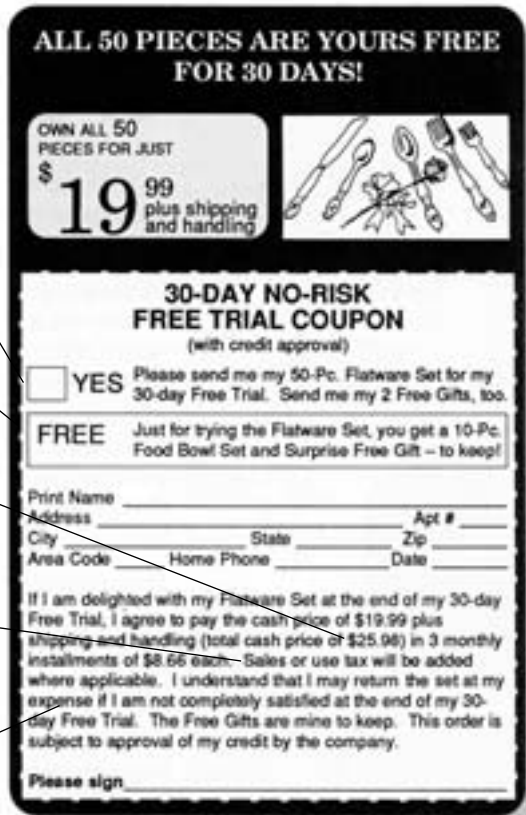 ALL 50 PIECES ARE YOURS FREE
FOR 30 DAYS!
OWN ALL 50
PIECES FOR JUST
$19 99
plus shipping
and handling
30-DAY NO-RISK
FREE TRIAL COUPON
(with credit approval)
YES Please send me my 50-Pc. Flatware Set for my
30-day Free Trial. Send me my 2 Free Gifts, too.
FREE Just for trying the Flatware Set, you get a 10-Pc.
Food Bowl Set and Surprise Free Gift – to keep!
Print Name
Address Apt #
City State Zip
Area Code Home Phone Date
If I am delighted with my Flatware Set at the end of my 30-day
Free Trial, I agree to pay the cash price of $19.99 plus
shipping and handling (total cash price of $25.98) in 3 monthly
installments of $8.66 each. Sales or use tax will be added
where applicable. I understand that I may return the set at my
expense if I am not completely satisfied at the end of my 30-
day Free Trial. The Free Gifts are mine to keep. This order is
subject to approval of my credit by the company.
Please sign